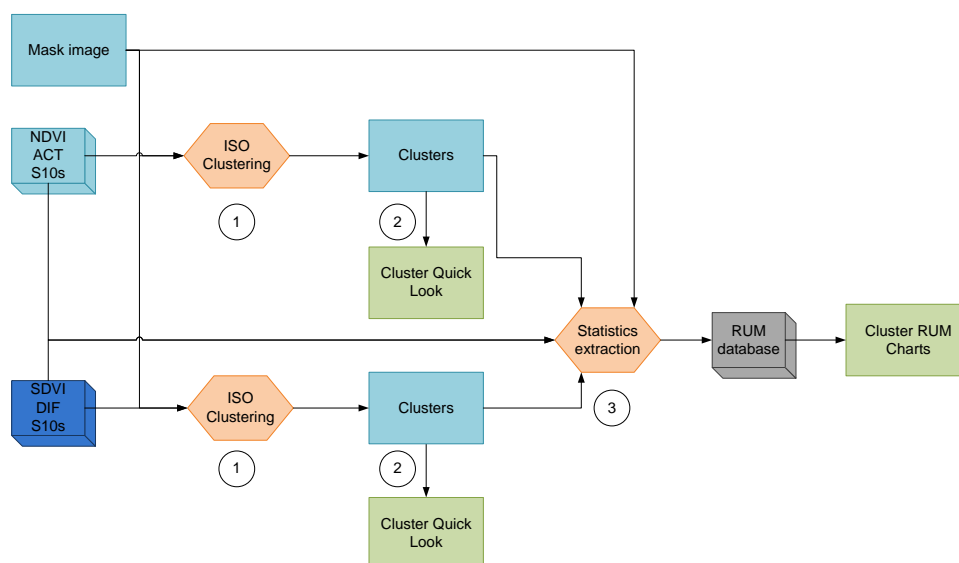 Mask image
NDVI
ACT
S10s
ISO
Clustering
Clusters
1
2
Cluster Quick
Look
Statistics
extraction
RUM
database
Cluster RUM
Charts
SDVI
DIF
S10s
ISO
Clustering
Clusters
3
1
2
Cluster Quick
Look